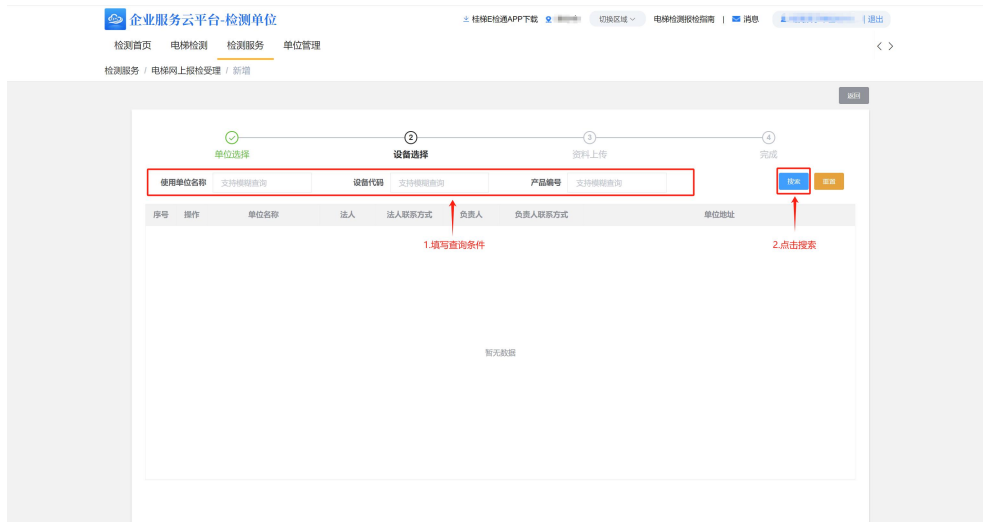 企业服务云平台-检测单位
桂梯E检通APP下载 切换区域 电梯检测报检指南 | 消息 | 退出
检测首页 电梯检测 检测服务 单位管理
检测服务 / 电梯网上报检受理 / 新增
返回
2 3 4
单位选择 设备选择 资料上传 完成
使用单位名称 支持模糊查询 设备代码 支持模糊查询 产品编号 支持模糊查询 搜索 重置
序号 操作 单位名称 法人 法人联系方式 负责人 负责人联系方式 单位地址
1.填写查询条件 2.点击搜索
暂无数据